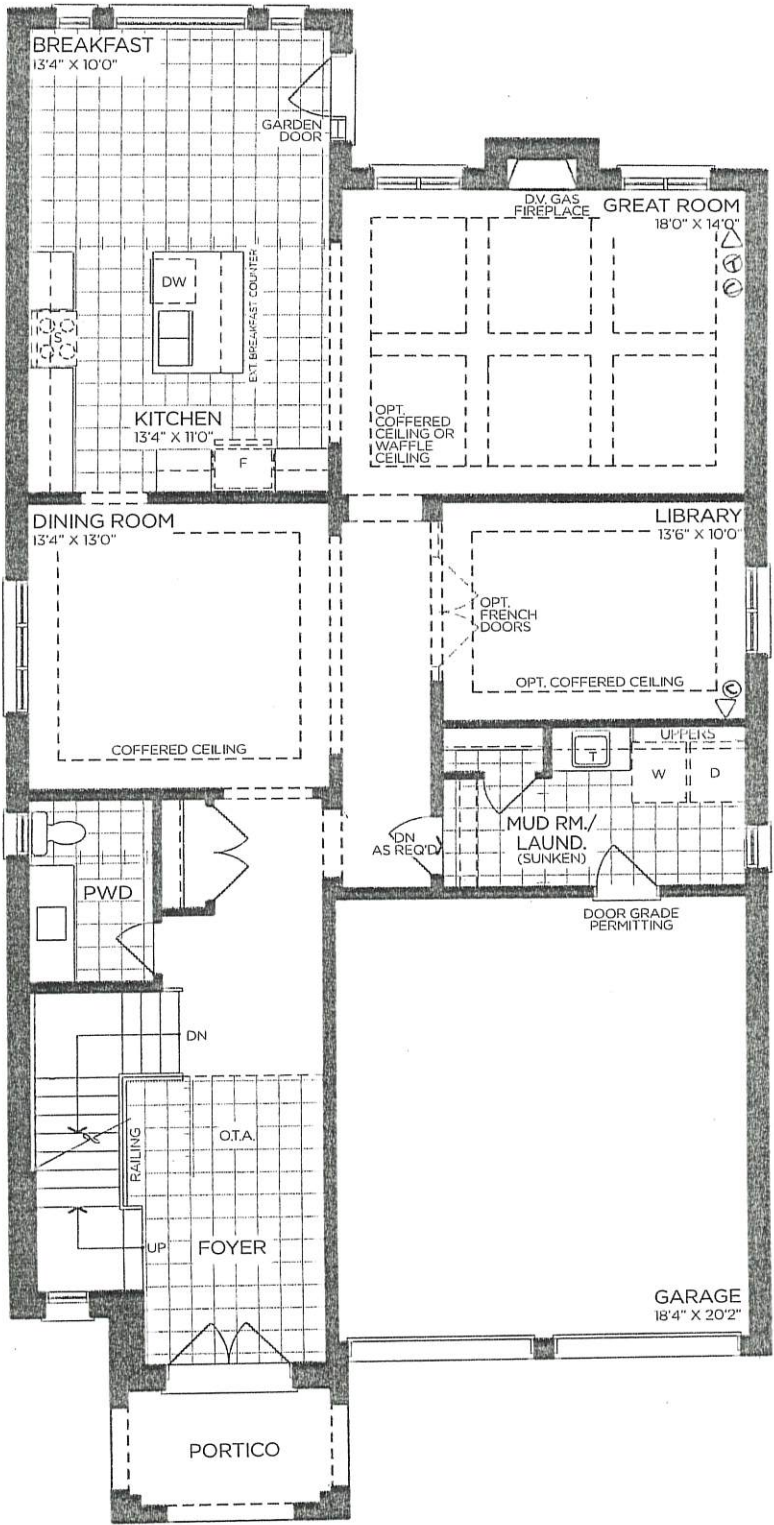 BREAKFAST
13'4" X 10'0"
GARDEN
DOOR
D.V. GAS
FIREPLACE
GREAT ROOM
18'0" X 14'0"
T
C
DW
EXT. BREAKFAST COUNTER
S
KITCHEN
13'4" X 11'0"
F
OPT.
COFFERED
CEILING OR
WAFFLE
CEILING
DINING ROOM
13'4" X 13'0"
COFFERED CEILING
LIBRARY
13'6" X 10'0"
OPT.
FRENCH
DOORS
OPT. COFFERED CEILING
C
UPPERS
T
W
D
MUD RM./
LAUND.
(SUNKEN)
DN
AS REQ'D
DOOR GRADE
PERMITTING
PWD
DN
RAILING
O.T.A.
UP
FOYER
GARAGE
18'4" X 20'2"
PORTICO